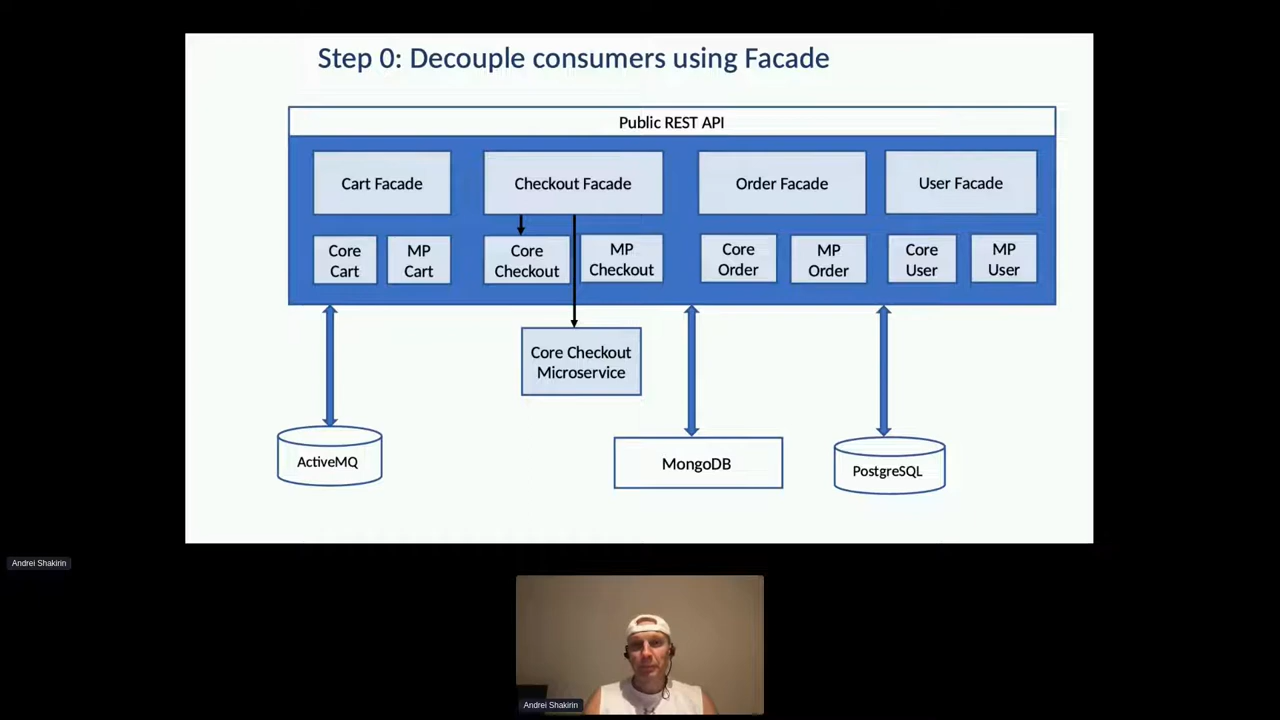 Step 0: Decouple consumers using Facade
Public REST API
Cart Facade
Checkout Facade
Order Facade
User Facade
Core
Cart
MP
Cart
Core
Checkout
MP
Checkout
Core
Order
MP
Order
Core
User
MP
User
Core Checkout
Microservice
ActiveMQ
MongoDB
PostgreSQL
Andrei Shakirin
Andrei Shakirin